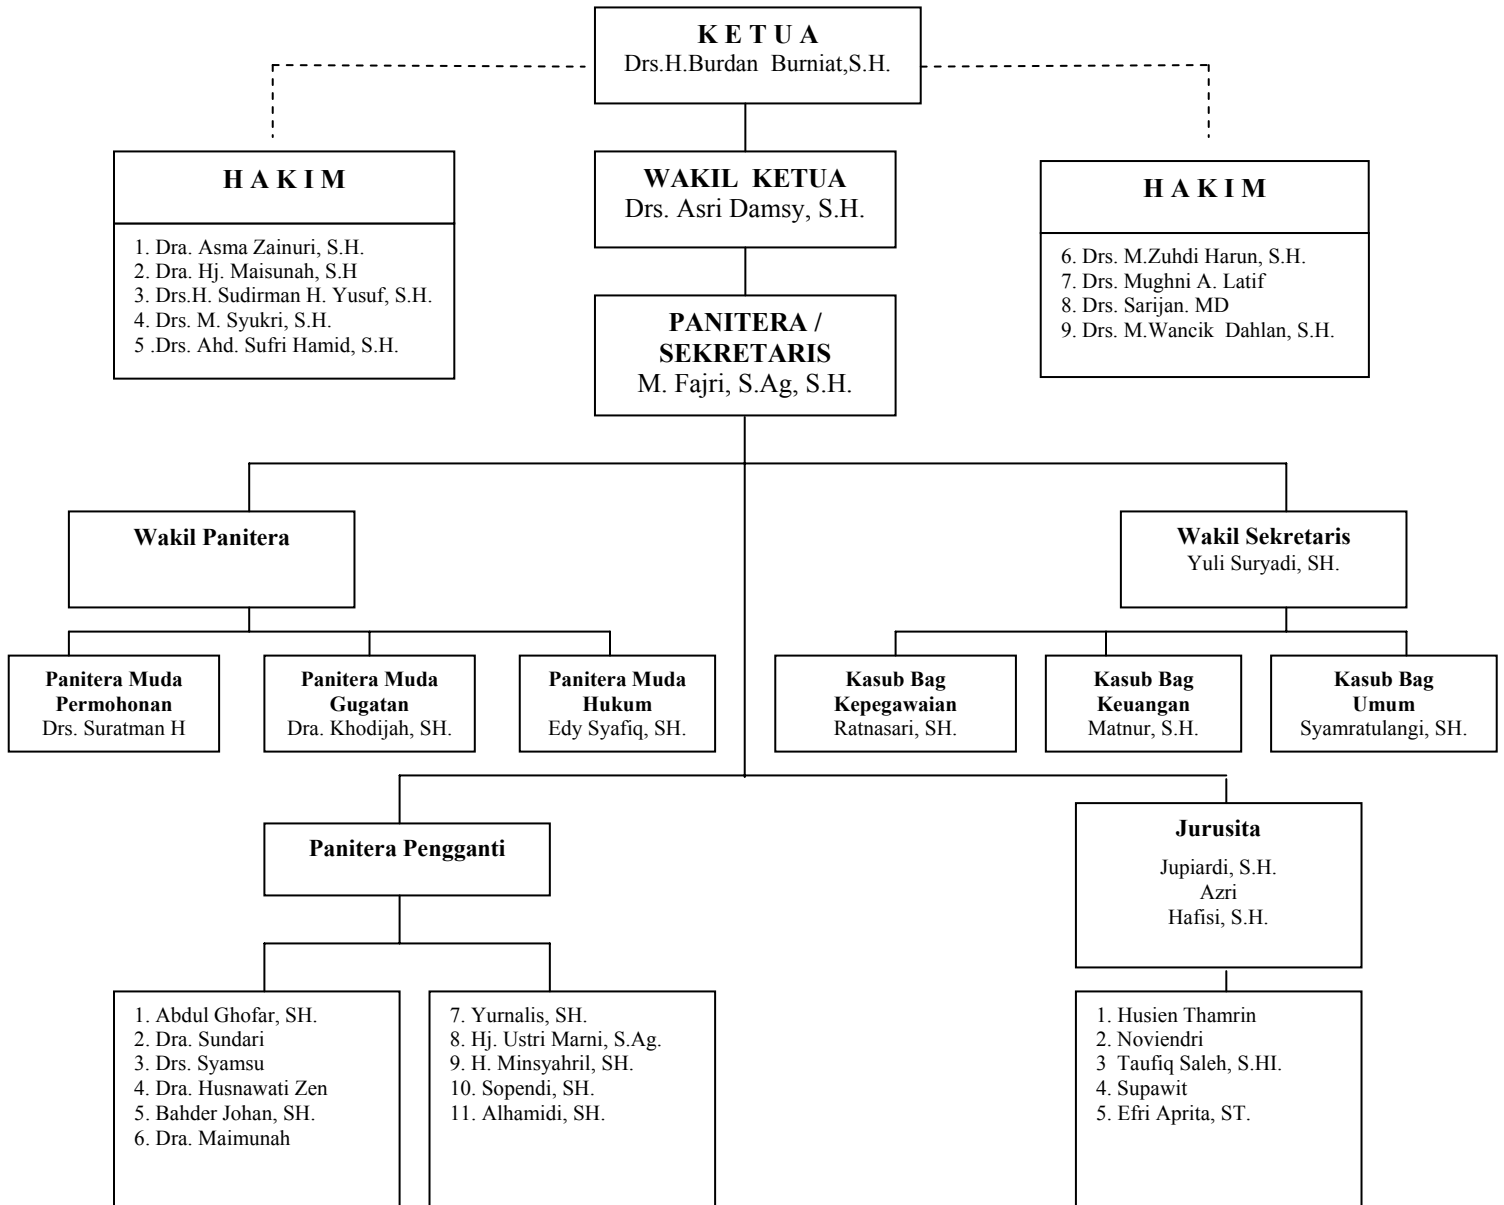 K E T U A
Drs.H.Burdan Burniat,S.H.
H A K I M
1. Dra. Asma Zainuri, S.H.
2. Dra. Hj. Maisunah, S.H
3. Drs.H. Sudirman H. Yusuf, S.H.
4. Drs. M. Syukri, S.H.
5 .Drs. Ahd. Sufri Hamid, S.H.
WAKIL KETUA
Drs. Asri Damsy, S.H.
H A K I M
6. Drs. M.Zuhdi Harun, S.H.
7. Drs. Mughni A. Latif
8. Drs. Sarijan. MD
9. Drs. M.Wancik Dahlan, S.H.
PANITERA /
SEKRETARIS
M. Fajri, S.Ag, S.H.
Wakil Panitera
Wakil Sekretaris
Yuli Suryadi, SH.
Panitera Muda
Permohonan
Drs. Suratman H
Panitera Muda
Gugatan
Dra. Khodijah, SH.
Panitera Muda
Hukum
Edy Syafiq, SH.
Kasub Bag
Kepegawaian
Ratnasari, SH.
Kasub Bag
Keuangan
Matnur, S.H.
Kasub Bag
Umum
Syamratulangi, SH.
Panitera Pengganti
Jurusita
Jupiardi, S.H.
Azri
Hafisi, S.H.
1. Abdul Ghofar, SH.
2. Dra. Sundari
3. Drs. Syamsu
4. Dra. Husnawati Zen
5. Bahder Johan, SH.
6. Dra. Maimunah
7. Yurnalis, SH.
8. Hj. Ustri Marni, S.Ag.
9. H. Minsyahril, SH.
10. Sopendi, SH.
11. Alhamidi, SH.
1. Husien Thamrin
2. Noviendri
3 Taufiq Saleh, S.HI.
4. Supawit
5. Efri Aprita, ST.